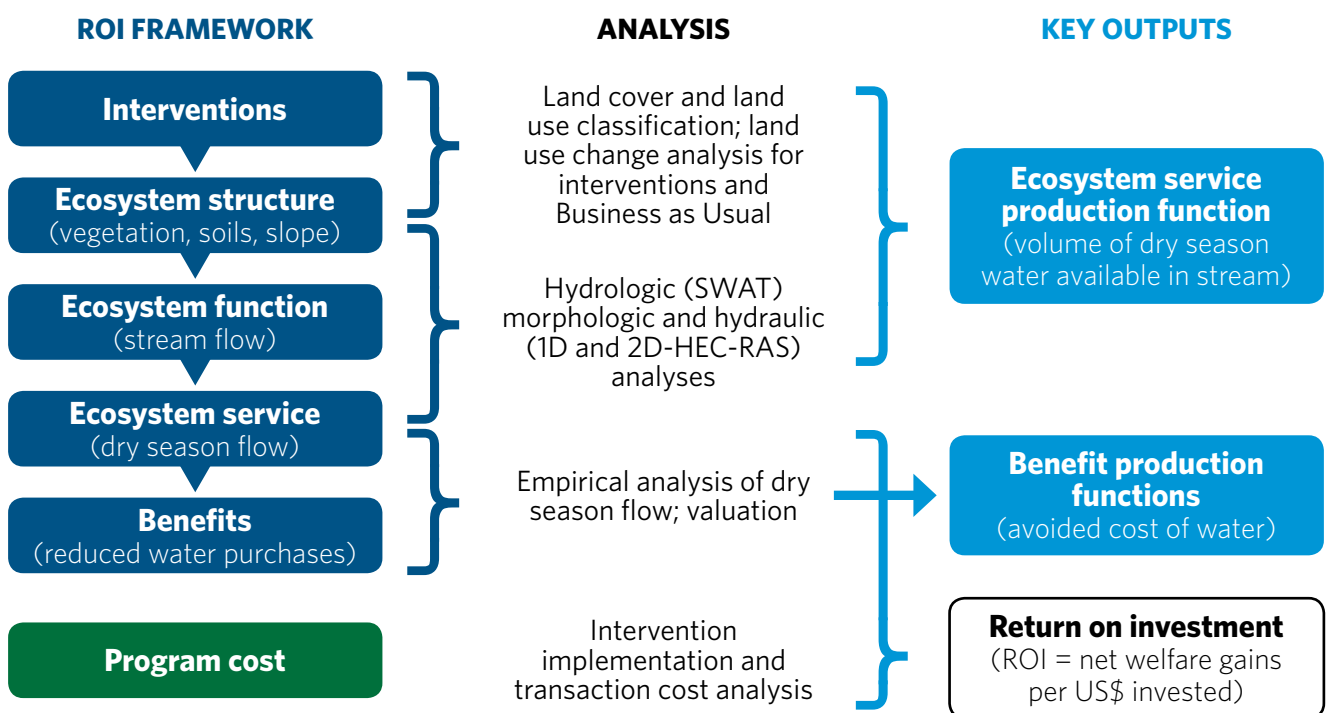 ROI FRAMEWORK
Interventions
Ecosystem structure
(vegetation, soils, slope)
Ecosystem function
(stream flow)
Ecosystem service
(dry season flow)
Benefits
(reduced water purchases)
Program cost
ANALYSIS
Land cover and land
use classification; land
use change analysis for
interventions and
Business as Usual
Hydrologic (SWAT)
morphologic and hydraulic
(1D and 2D-HEC-RAS)
analyses
Empirical analysis of dry
season flow; valuation
Intervention
implementation and
transaction cost analysis
KEY OUTPUTS
Ecosystem service
production function
(volume of dry season
water available in stream)
Benefit production
functions
(avoided cost of water)
Return on investment
(ROI = net welfare gains
per US$ invested)